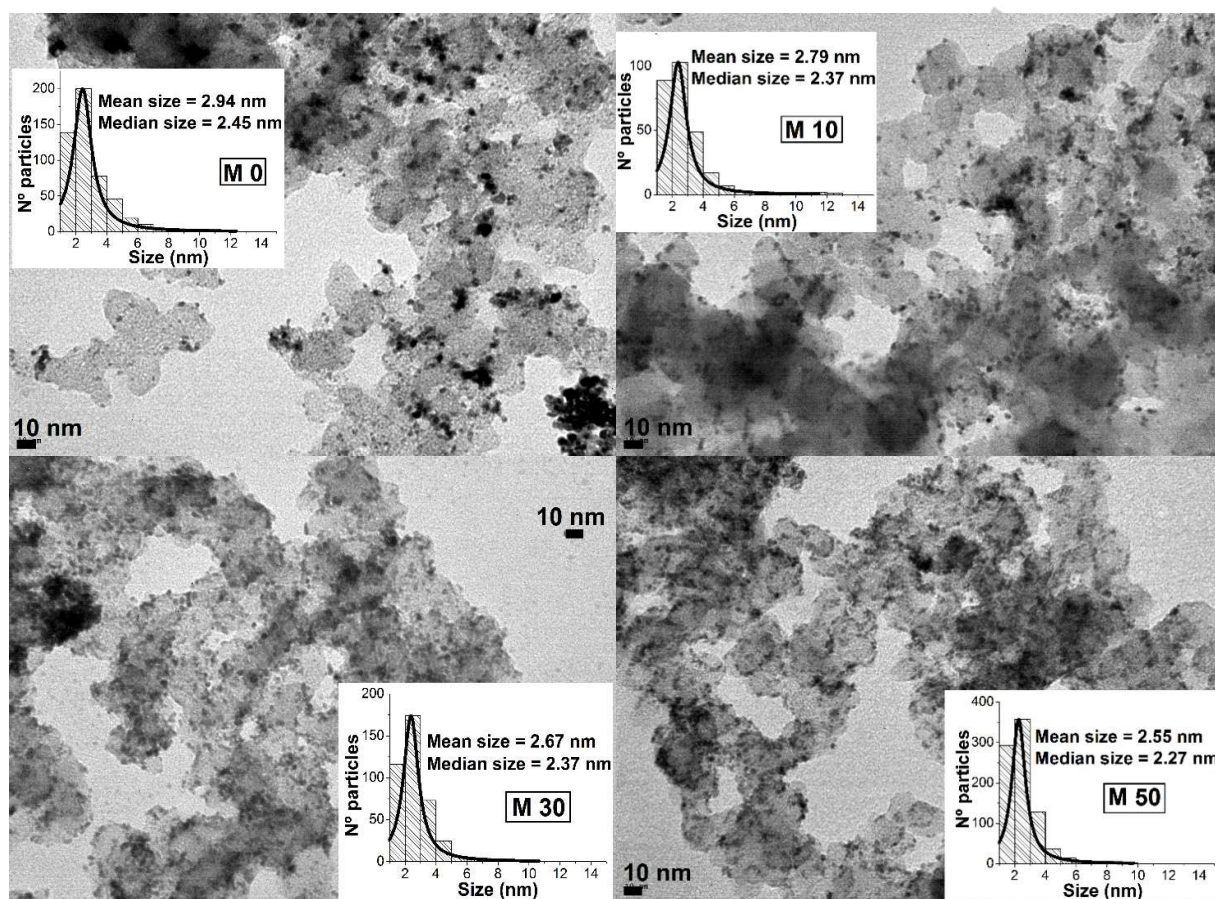 Mean size = 2.94 nm
Median size = 2.45 nm
M 0
200
150
100
50
0
Nº particles
2 4 6 8 10 12 14
Size (nm)
10 nm
Mean size = 2.79 nm
Median size = 2.37 nm
M 10
100
50
0
Nº particles
2 4 6 8 10 12 14
Size (nm)
10 nm
10 nm
Mean size = 2.67 nm
Median size = 2.37 nm
M 30
200
150
100
50
0
Nº particles
2 4 6 8 10 12 14
Size (nm)
Mean size = 2.55 nm
Median size = 2.27 nm
M 50
400
300
200
100
0
Nº particles
2 4 6 8 10 12 14
Size (nm)
10 nm